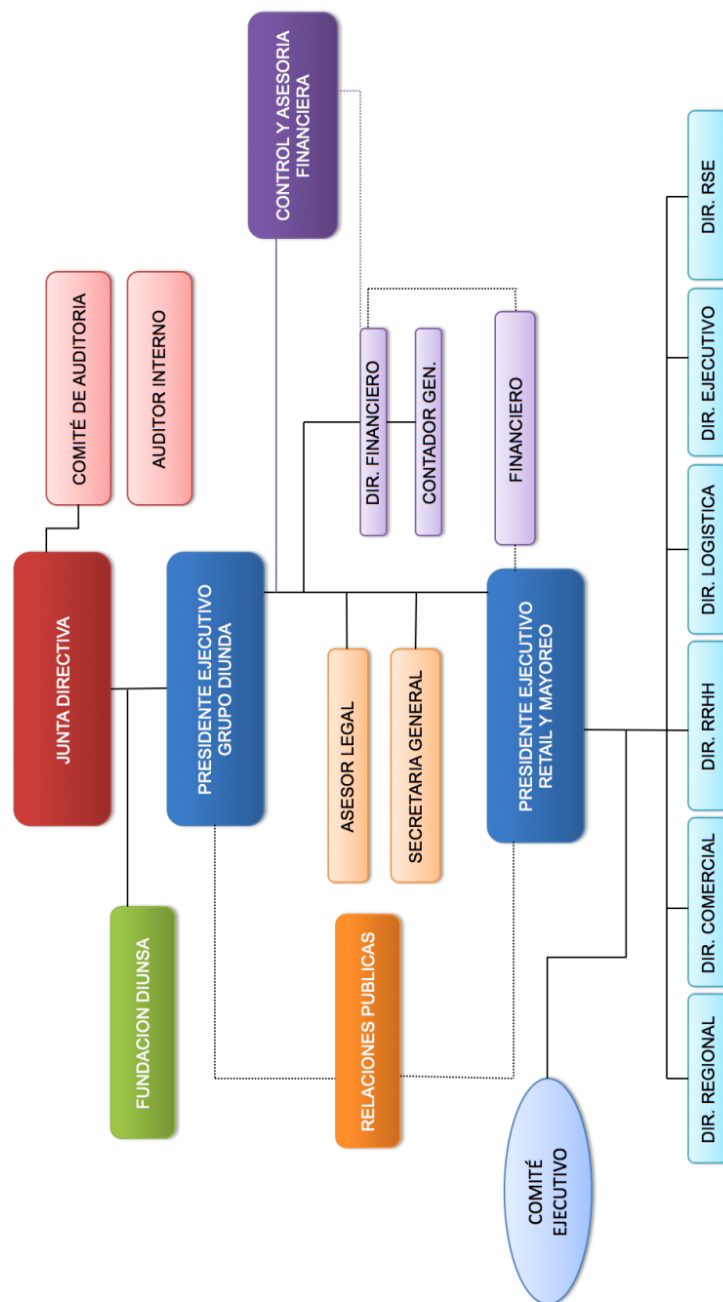 JUNTA DIRECTIVA
COMITÉ DE AUDITORIA
AUDITOR INTERNO
FUNDACION DIUNSA
PRESIDENTE EJECUTIVO
GRUPO DIUNDA
CONTROL Y ASESORIA
FINANCIERA
RELACIONES PUBLICAS
ASESOR LEGAL
DIR. FINANCIERO
SECRETARIA GENERAL
CONTADOR GEN.
COMITÉ
EJECUTIVO
PRESIDENTE EJECUTIVO
RETAIL Y MAYOREO
FINANCIERO
DIR. REGIONAL
DIR. COMERCIAL
DIR. RRHH
DIR. LOGISTICA
DIR. EJECUTIVO
DIR. RSE